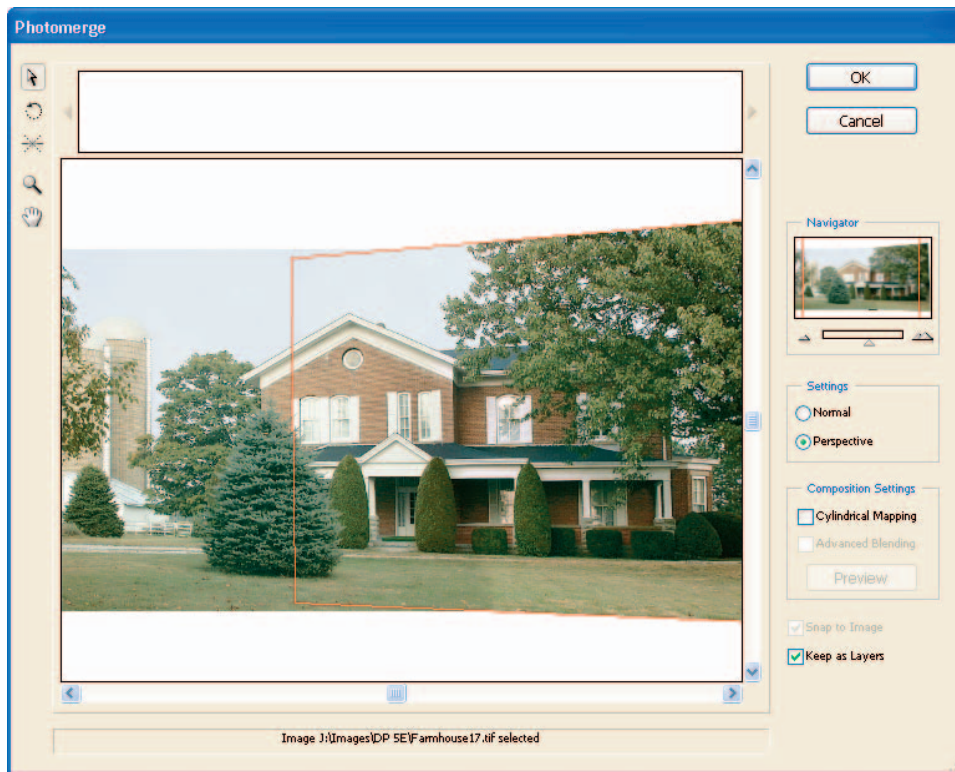 Photomerge
OK
Cancel
Navigator
Settings
Normal
Perspective
Composition Settings
Cylindrical Mapping
Advanced Blending
Preview
Snap to Image
Keep as Layers
Image J:\Images\DP 5E\Farmhouse17.tif selected